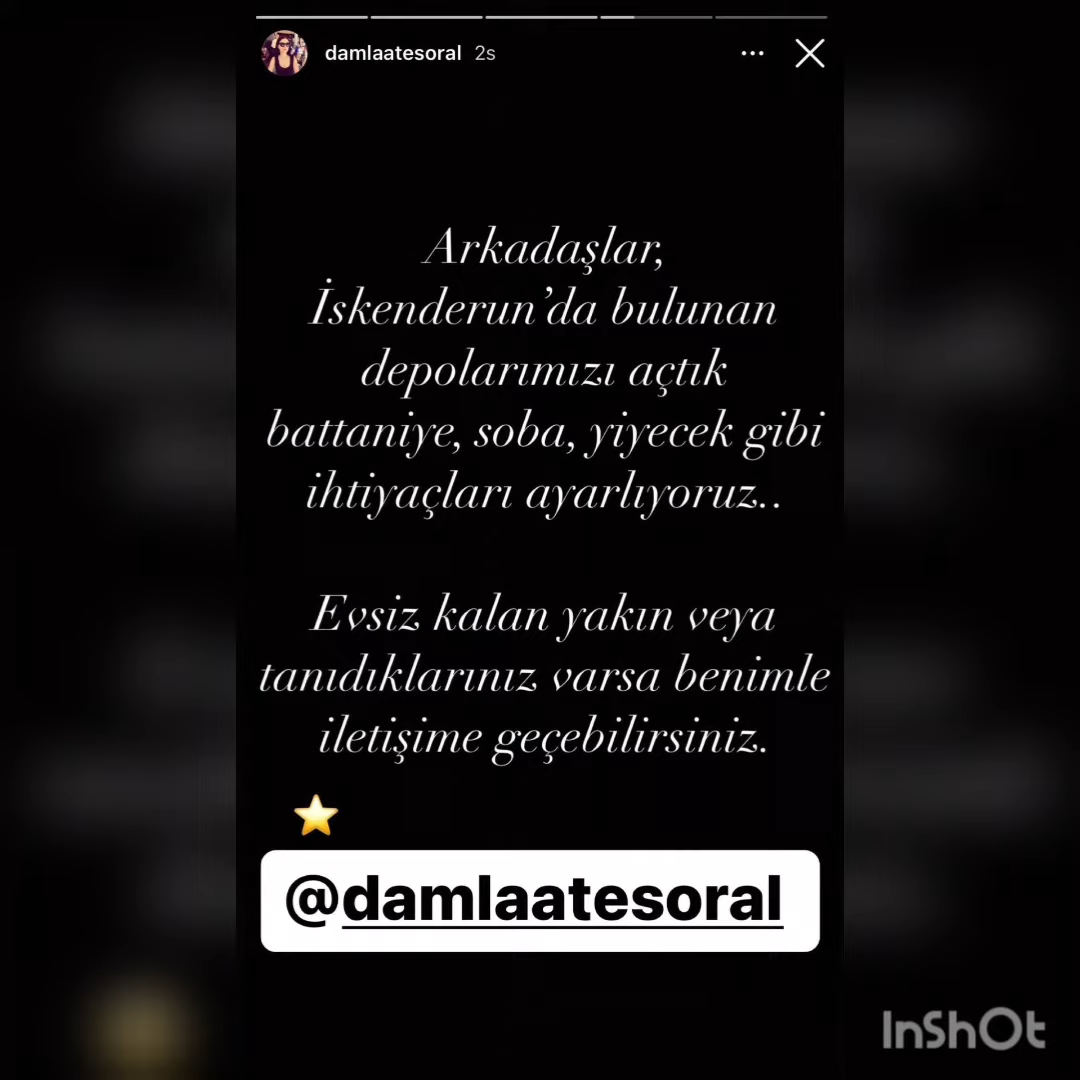 damlaatesoral 2s
Arkadaşlar,
İskenderun’da bulunan
depolarımızı açtık
battaniye, soba, yiyecek gibi
ihtiyaçları ayarlıyoruz..
Evsiz kalan yakın veya
tanıdıklarınız varsa benimle
iletişime geçebilirsiniz.
@damlaatesoral
InShOt